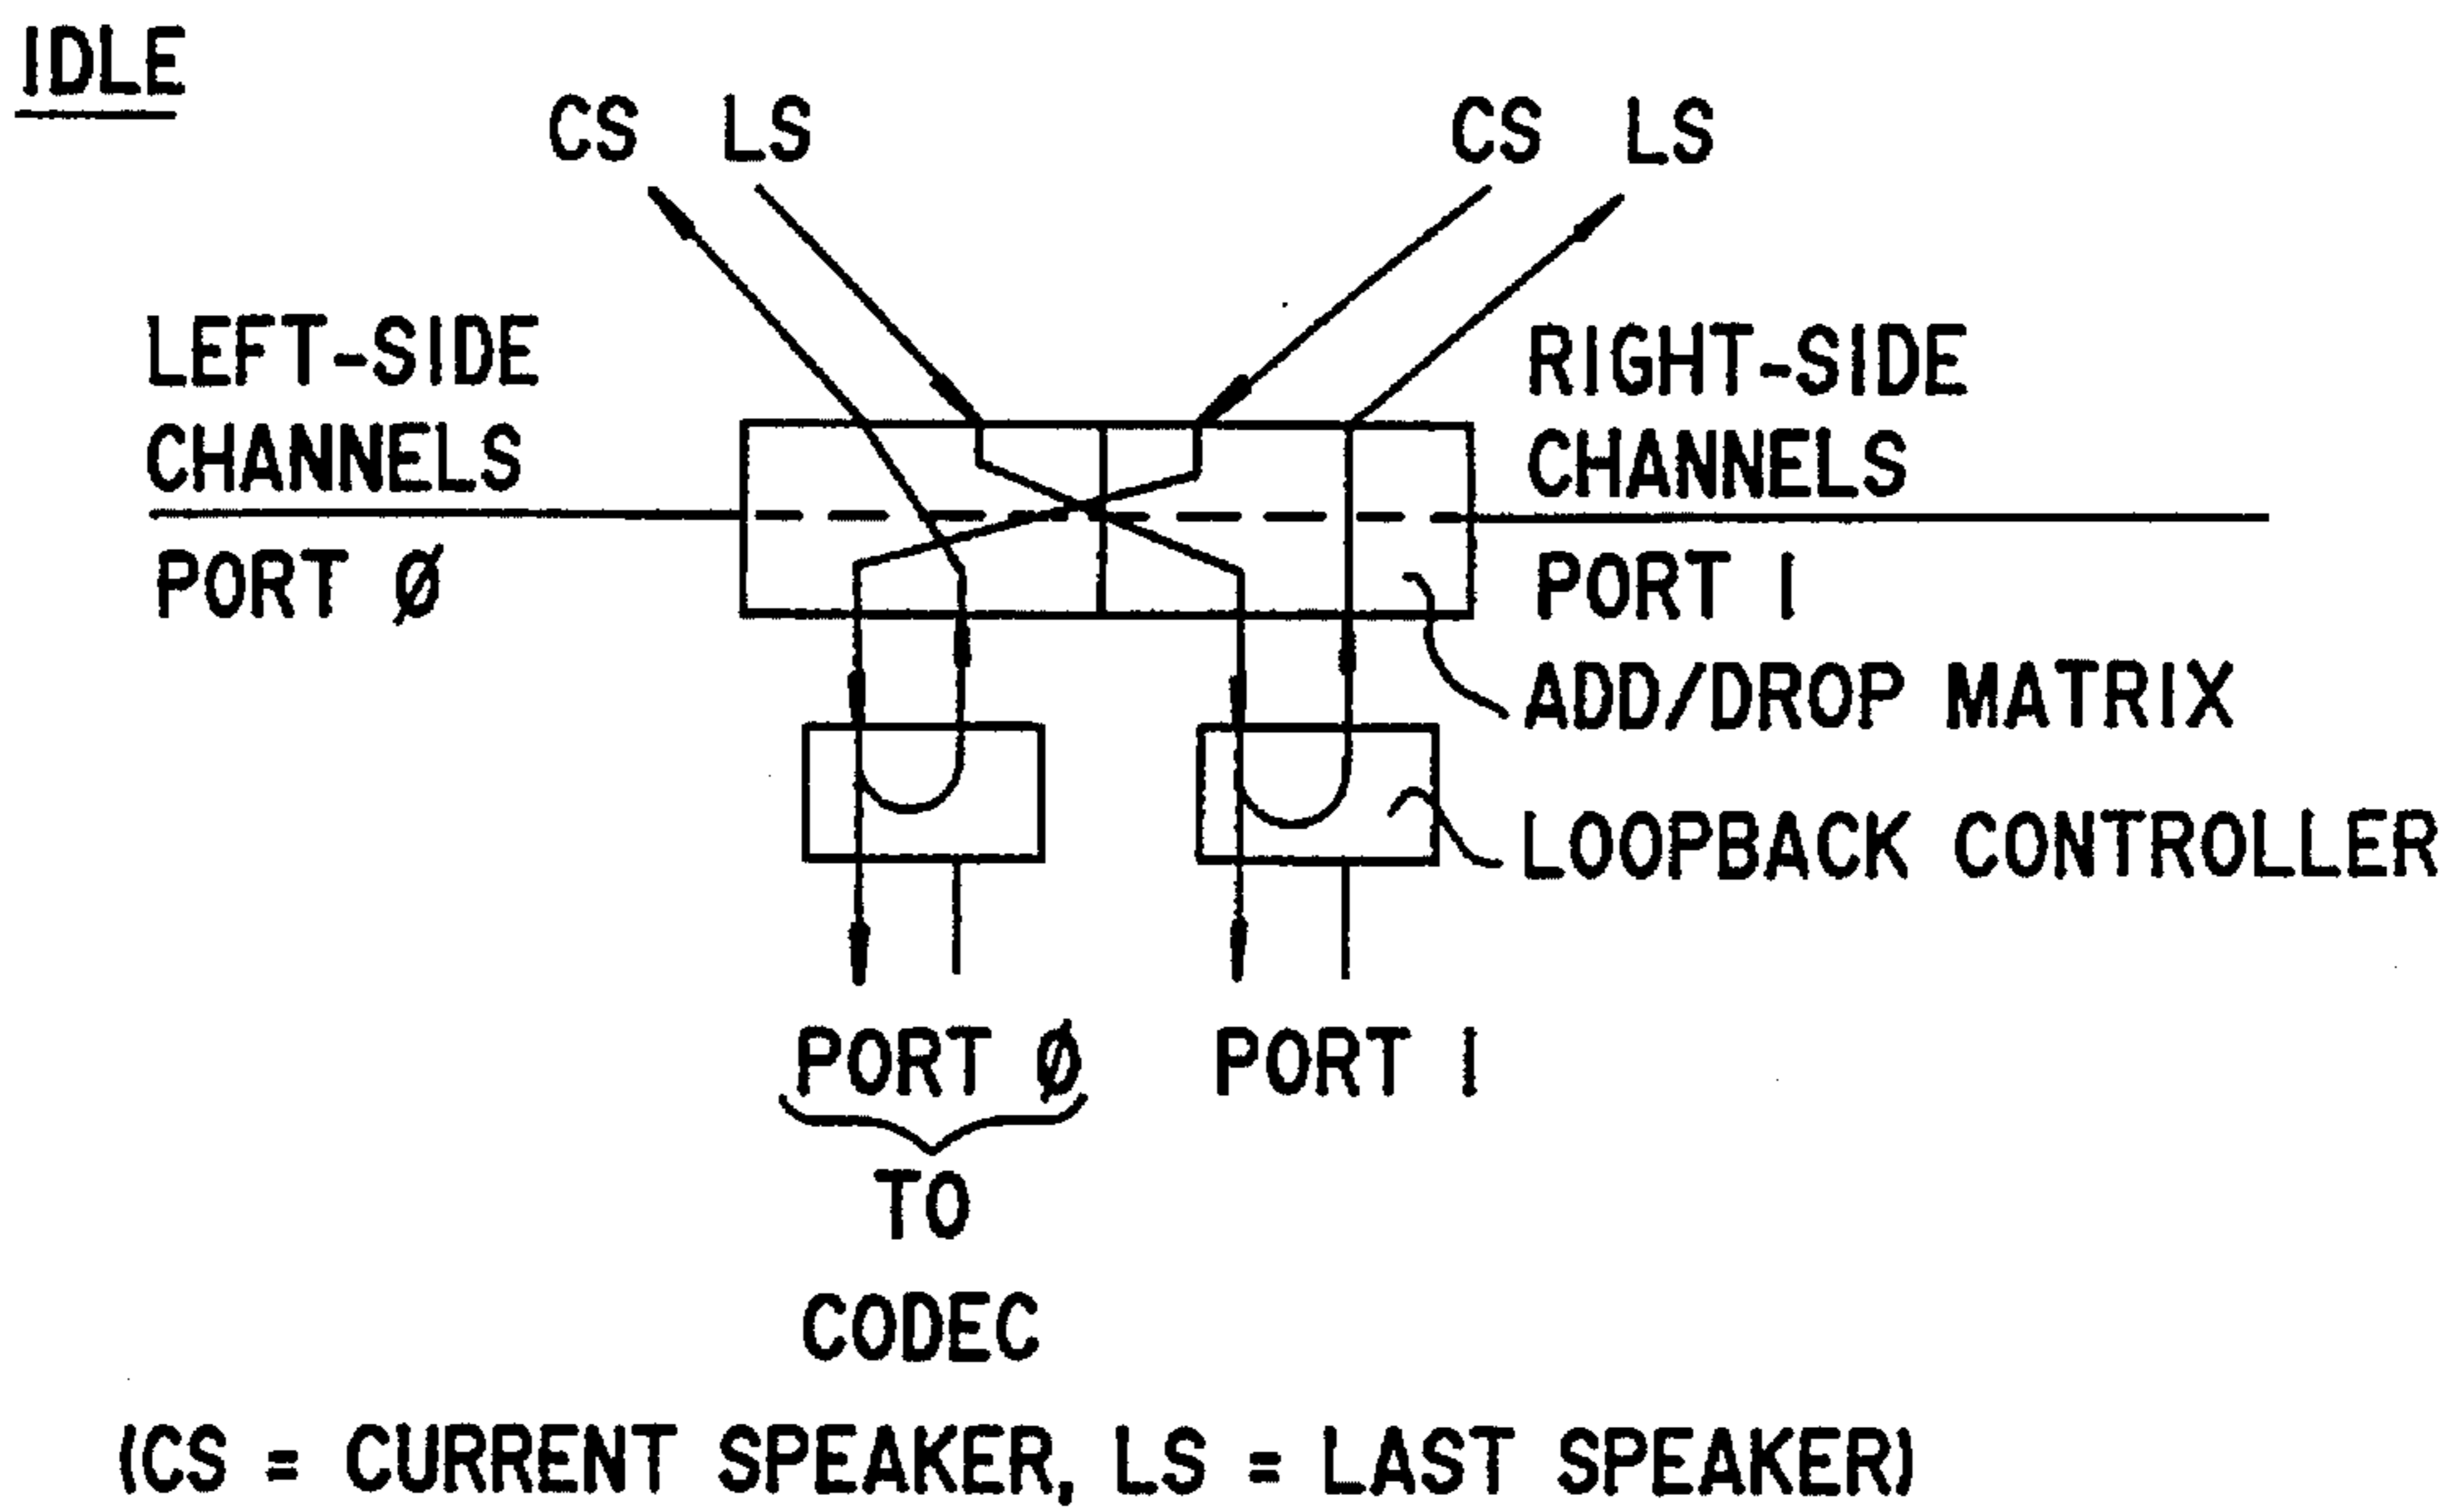 IDLE
CS LS
CS LS
LEFT-SIDE
CHANNELS
PORT Ø
RIGHT-SIDE
CHANNELS
PORT 1
ADD/DROP MATRIX
LOOPBACK CONTROLLER
PORT Ø
PORT 1
TO
CODEC
(CS = CURRENT SPEAKER, LS = LAST SPEAKER)